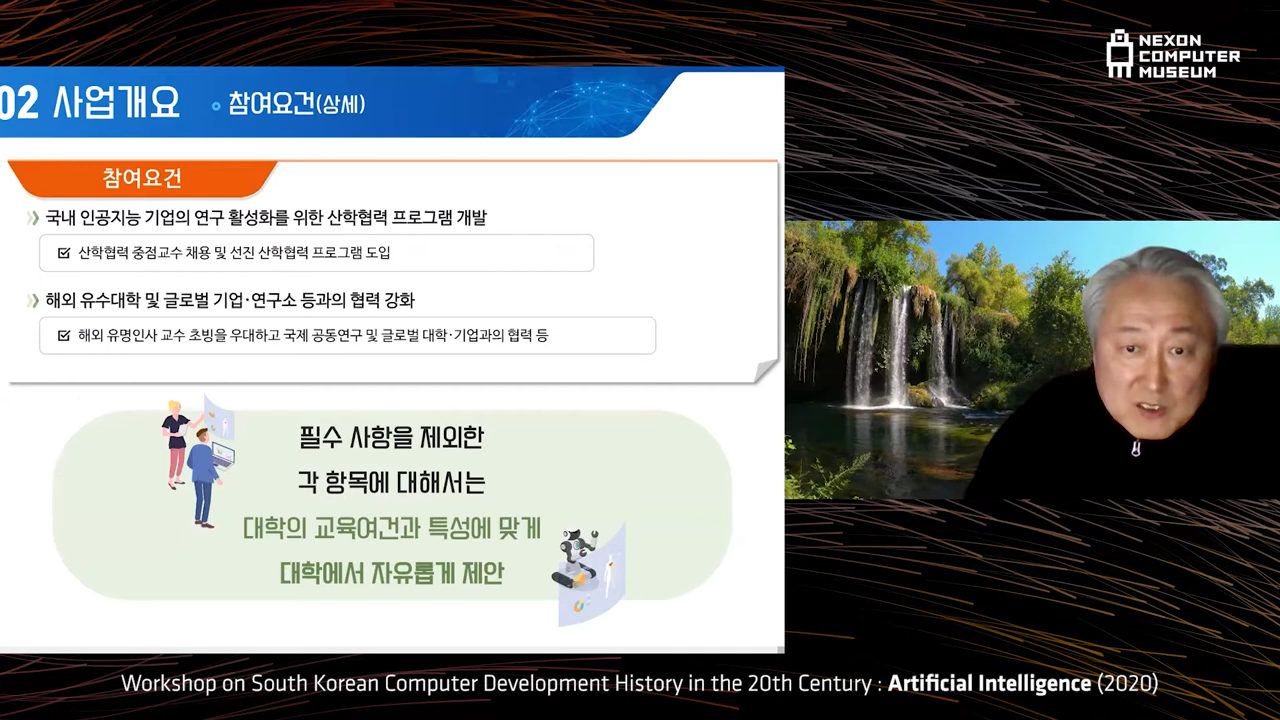 NEXON
COMPUTER
MUSEUM
02 사업개요 참여요건(상세)
참여요건
국내 인공지능 기업의 연구 활성화를 위한 산학협력 프로그램 개발
산학협력 중점교수 채용 및 선진 산학협력 프로그램 도입
해외 유수대학 및 글로벌 기업·연구소 등과의 협력 강화
해외 유명인사 교수 초빙을 우대하고 국제 공동연구 및 글로벌 대학·기업과의 협력 등
필수 사항을 제외한
각 항목에 대해서는
대학의 교육여건과 특성에 맞게
대학에서 자유롭게 제안
Workshop on South Korean Computer Development History in the 20th Century : Artificial Intelligence (2020)